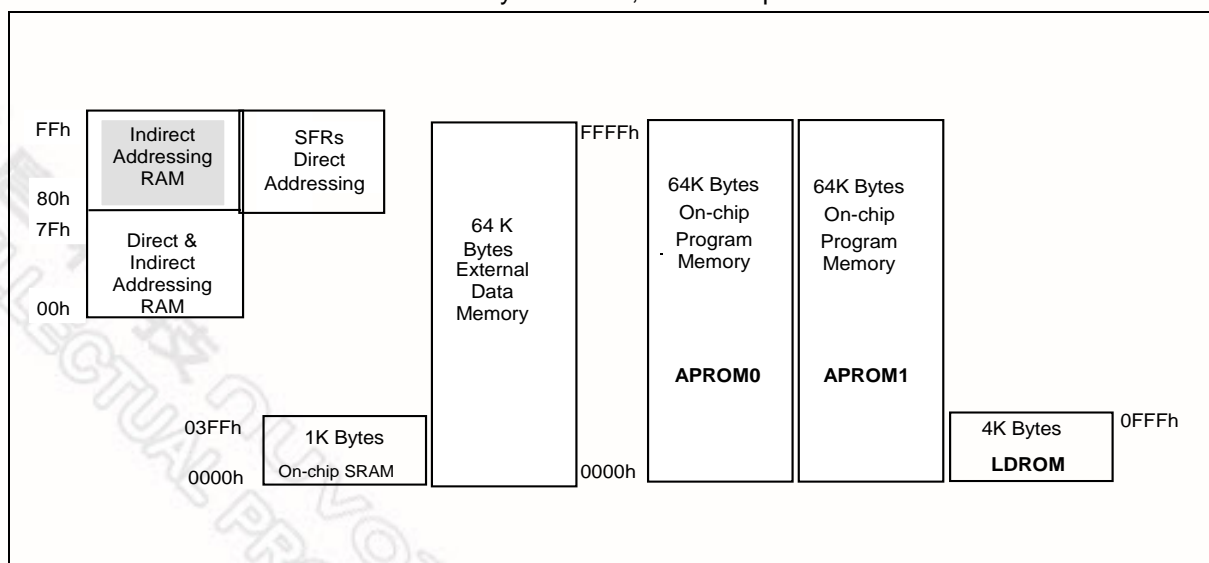 FFh
80h
7Fh
00h
Indirect
Addressing
RAM
SFRs
Direct
Addressing
Direct &
Indirect
Addressing
RAM
03FFh
0000h
1K Bytes
On-chip SRAM
64 K
Bytes
External
Data
Memory
FFFFh
0000h
64K Bytes
On-chip
Program
Memory
APROM0
64K Bytes
On-chip
Program
Memory
APROM1
4K Bytes
LDROM
0FFFh